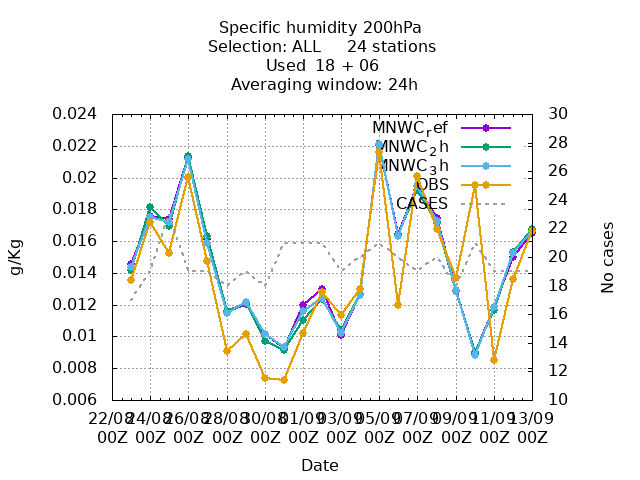 Specific humidity 200hPa
Selection: ALL 24 stations
Used 18 + 06
Averaging window: 24h
0.024
0.022
0.02
0.018
0.016
0.014
0.012
0.01
0.008
0.006
g/Kg
30
28
26
24
22
20
18
16
14
12
10
No cases
MNWCref
MNWC2h
MNWC3h
OBS
CASES
22/08 24/08 26/08 28/08 30/08 01/09 03/09 05/09 07/09 09/09 11/09 13/09
00Z 00Z 00Z 00Z 00Z 00Z 00Z 00Z 00Z 00Z 00Z 00Z
Date